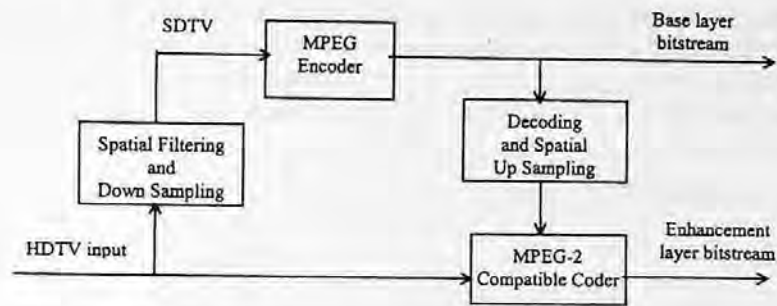 SDTV
MPEG
Encoder
Base layer
bitstream
Spatial Filtering
and
Down Sampling
Decoding
and Spatial
Up Sampling
HDTV input
MPEG-2
Compatible Coder
Enhancement
layer bitstream